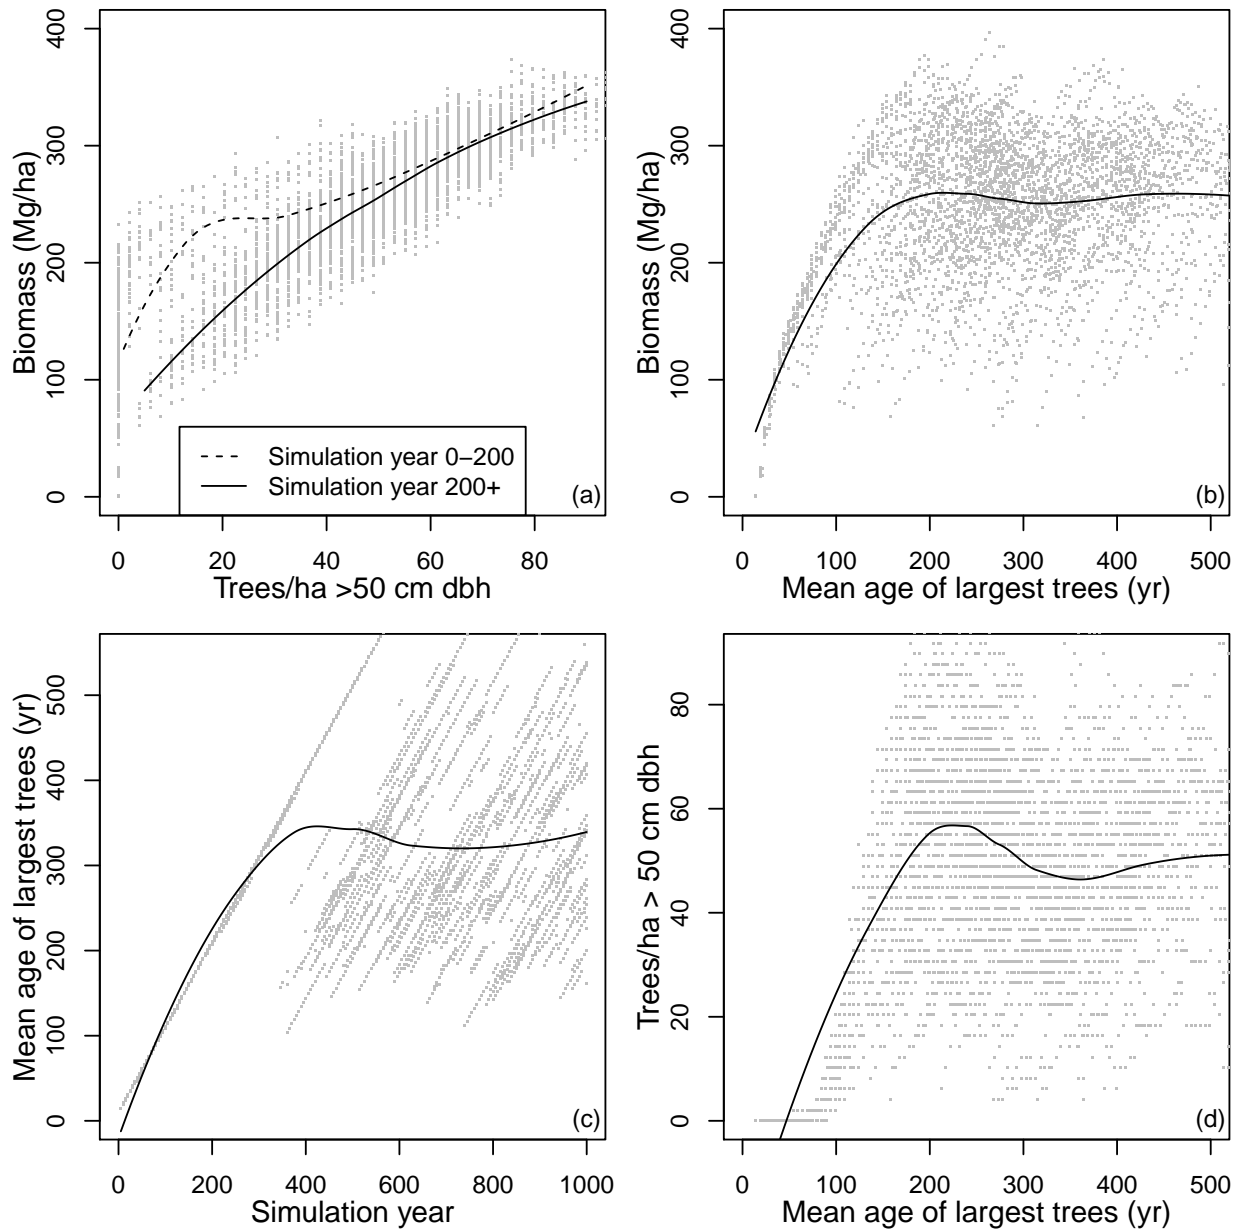 Biomass (Mg/ha)
0 100 200 300 400
Simulation year 0–200
Simulation year 200+
(a)
0 20 40 60 80
Trees/ha >50 cm dbh
Biomass (Mg/ha)
0 100 200 300 400
(b)
0 100 200 300 400 500
Mean age of largest trees (yr)
Mean age of largest trees (yr)
0 100 200 300 400 500
(c)
0 200 400 600 800 1000
Simulation year
Trees/ha > 50 cm dbh
0 20 40 60 80
(d)
0 100 200 300 400 500
Mean age of largest trees (yr)